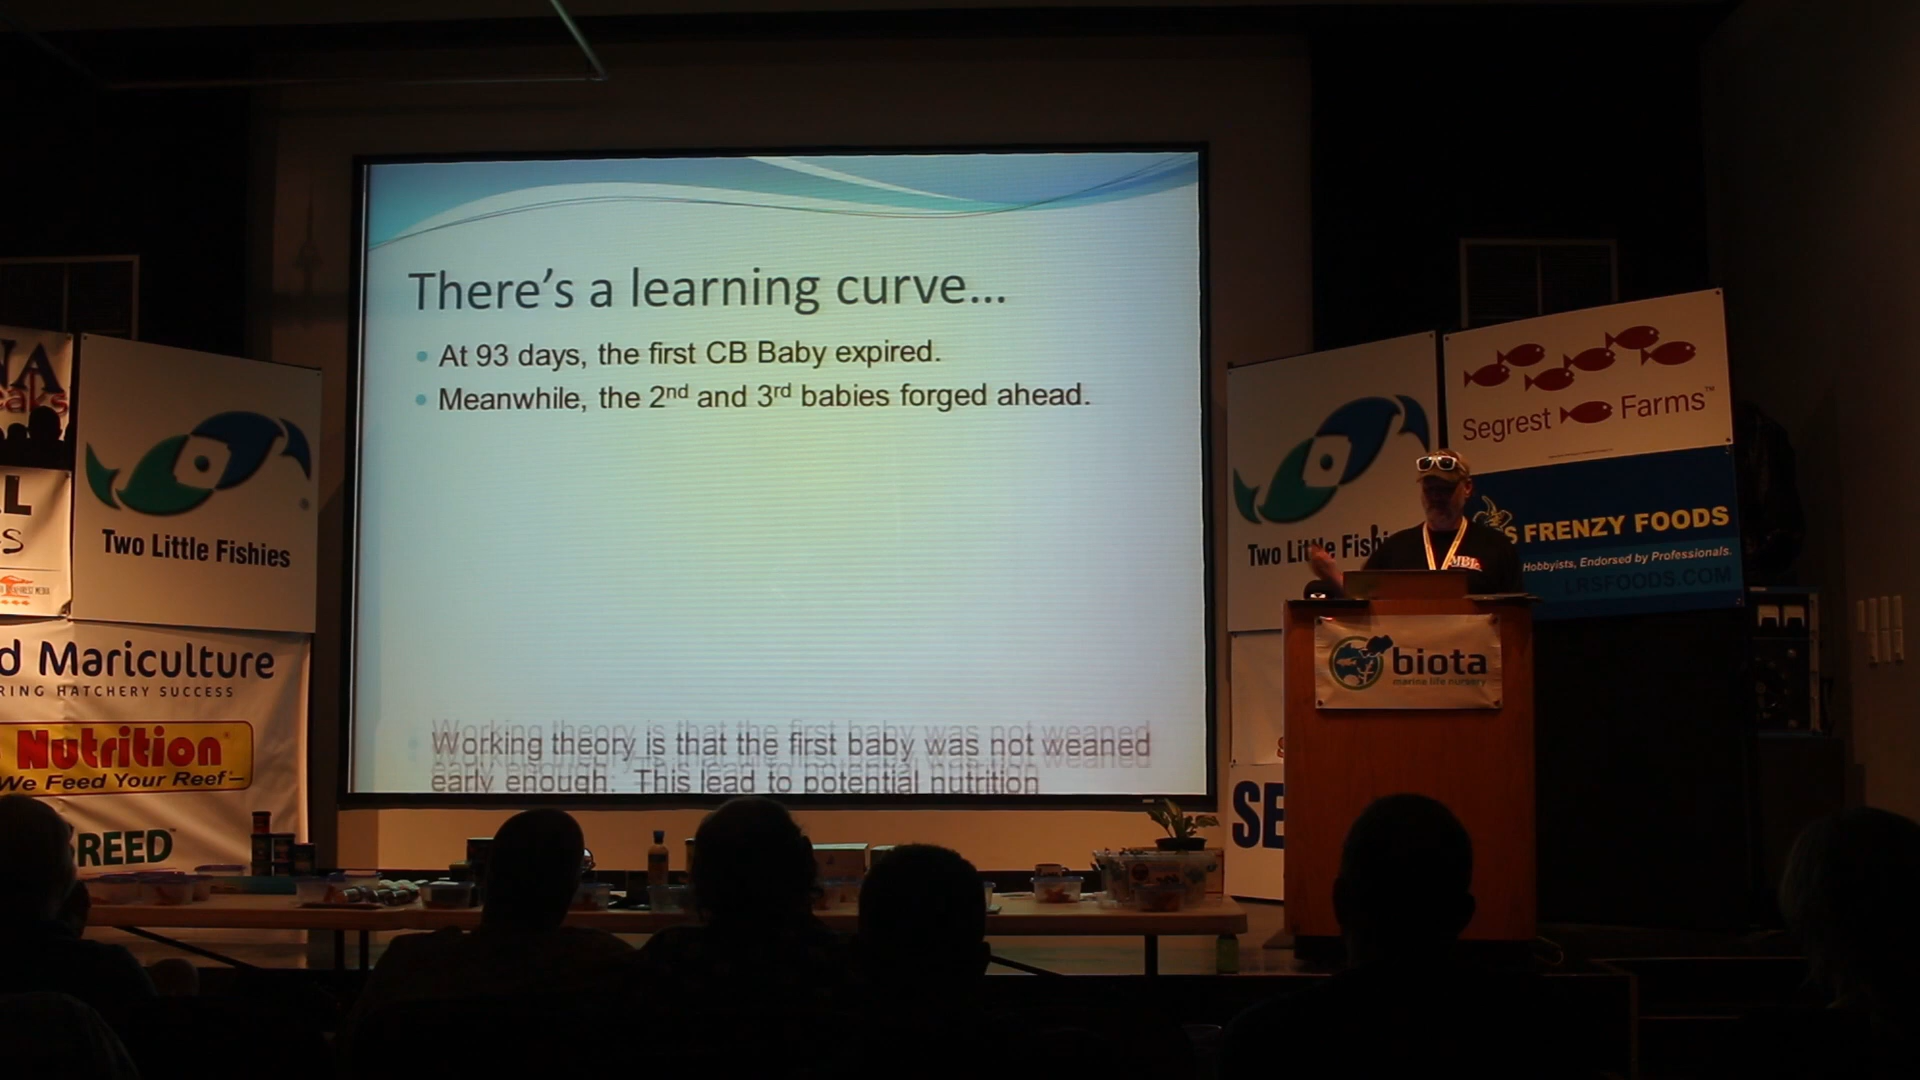 There's a learning curve...
At 93 days, the first CB Baby expired.
Meanwhile, the 2nd and 3rd babies forged ahead.
Working theory is that the first baby was not weaned
early enough. This lead to potential nutrition
NA
Two Little Fishies
L
d Mariculture
RING HATCHERY SUCCESS
Nutrition
We Feed Your Reef
REED
Two Little Fishi
Segrest Farms™
S FRENZY FOODS
Hobbyists, Endorsed by Professionals.
LRSFOODS.COM
biota
marine life nursery
SE